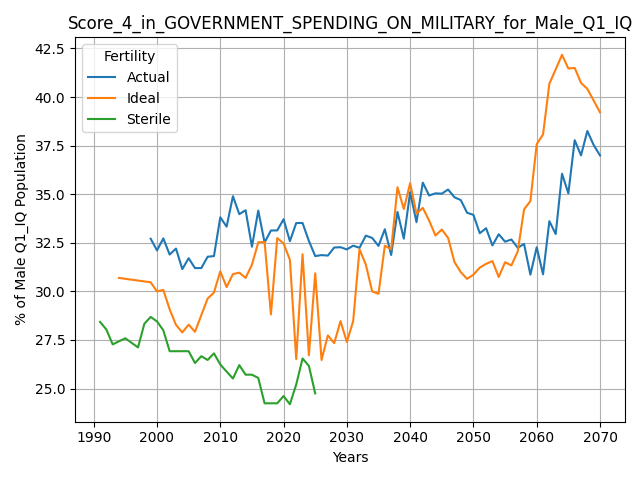 Score_4_in_GOVERNMENT_SPENDING_ON_MILITARY_for_Male_Q1_IQ
Fertility
Actual
Ideal
Sterile
% of Male Q1_IQ Population
42.5
40.0
37.5
35.0
32.5
30.0
27.5
25.0
1990 2000 2010 2020 2030 2040 2050 2060 2070
Years